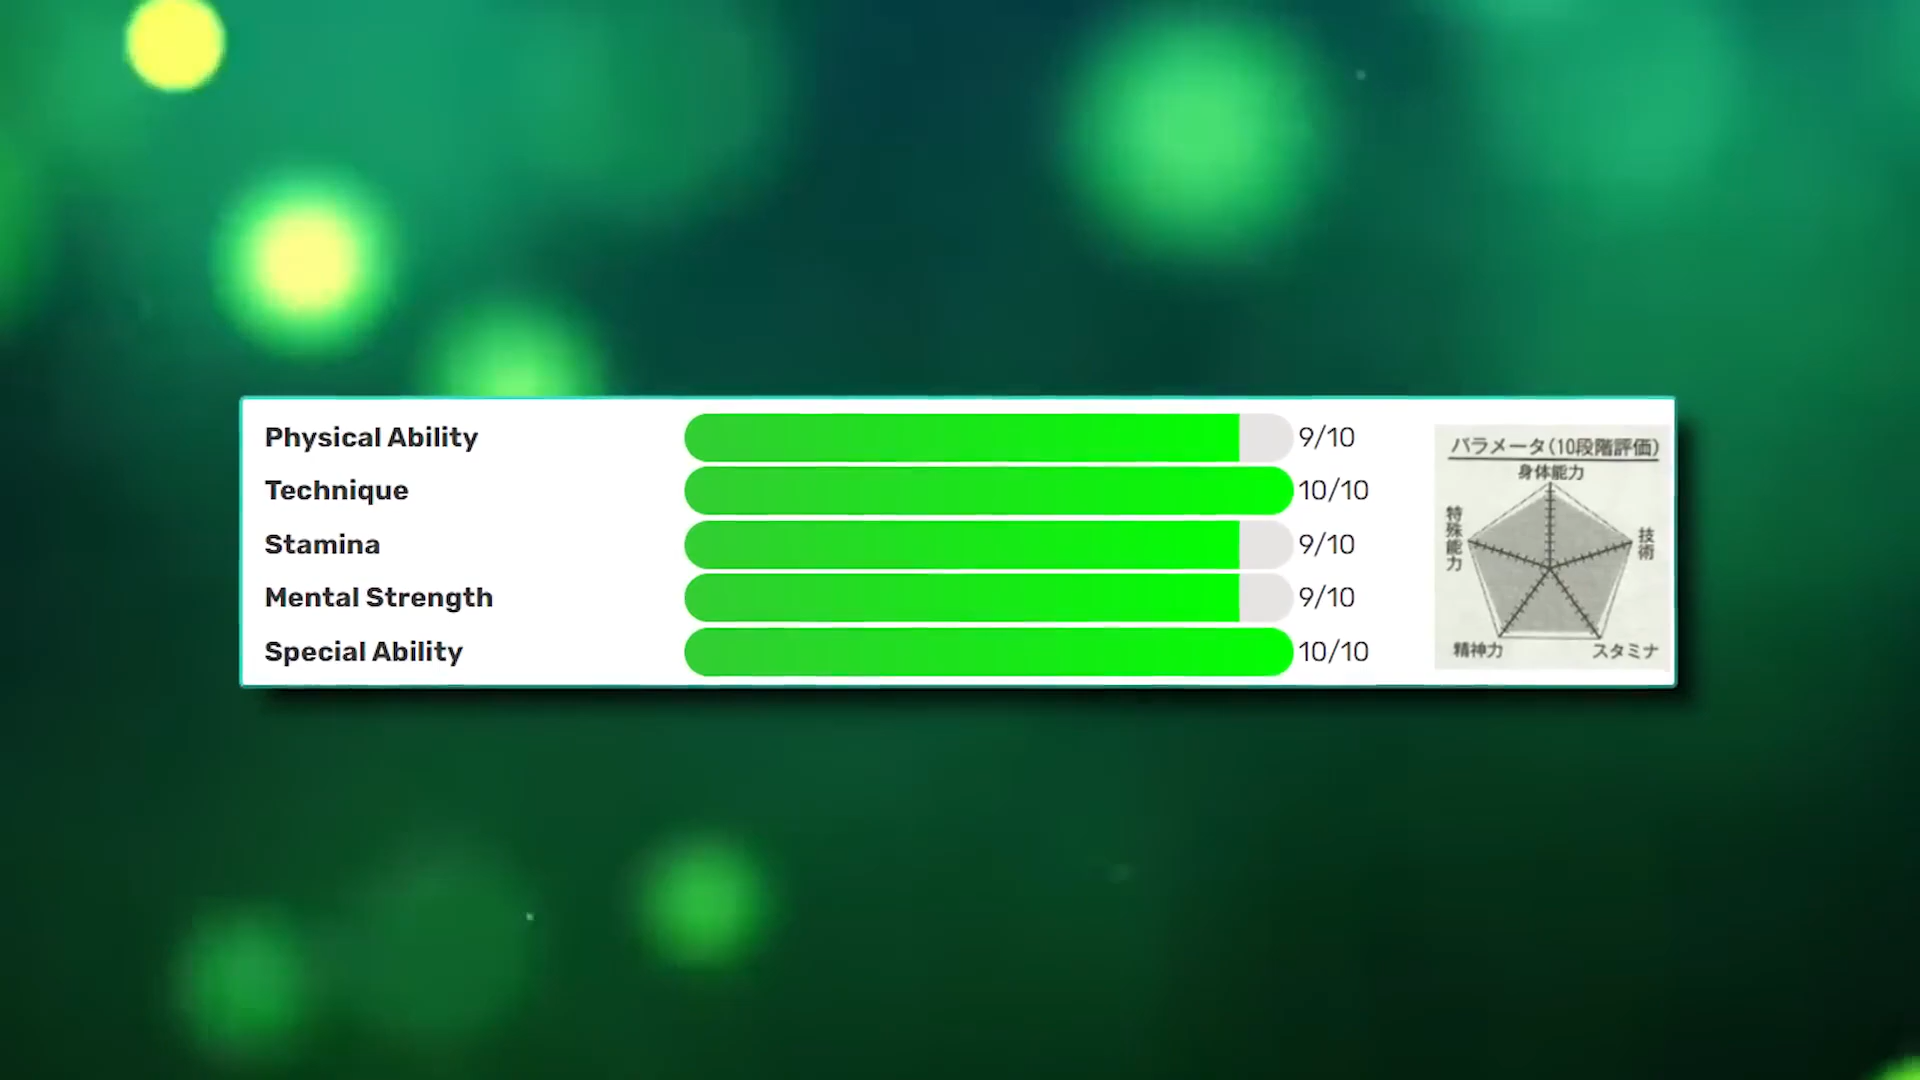 Physical Ability 9/10
Technique 10/10
Stamina 9/10
Mental Strength 9/10
Special Ability 10/10
パラメータ(10段階評価)
身体能力
特殊能力
技術
精神力
スタミナ